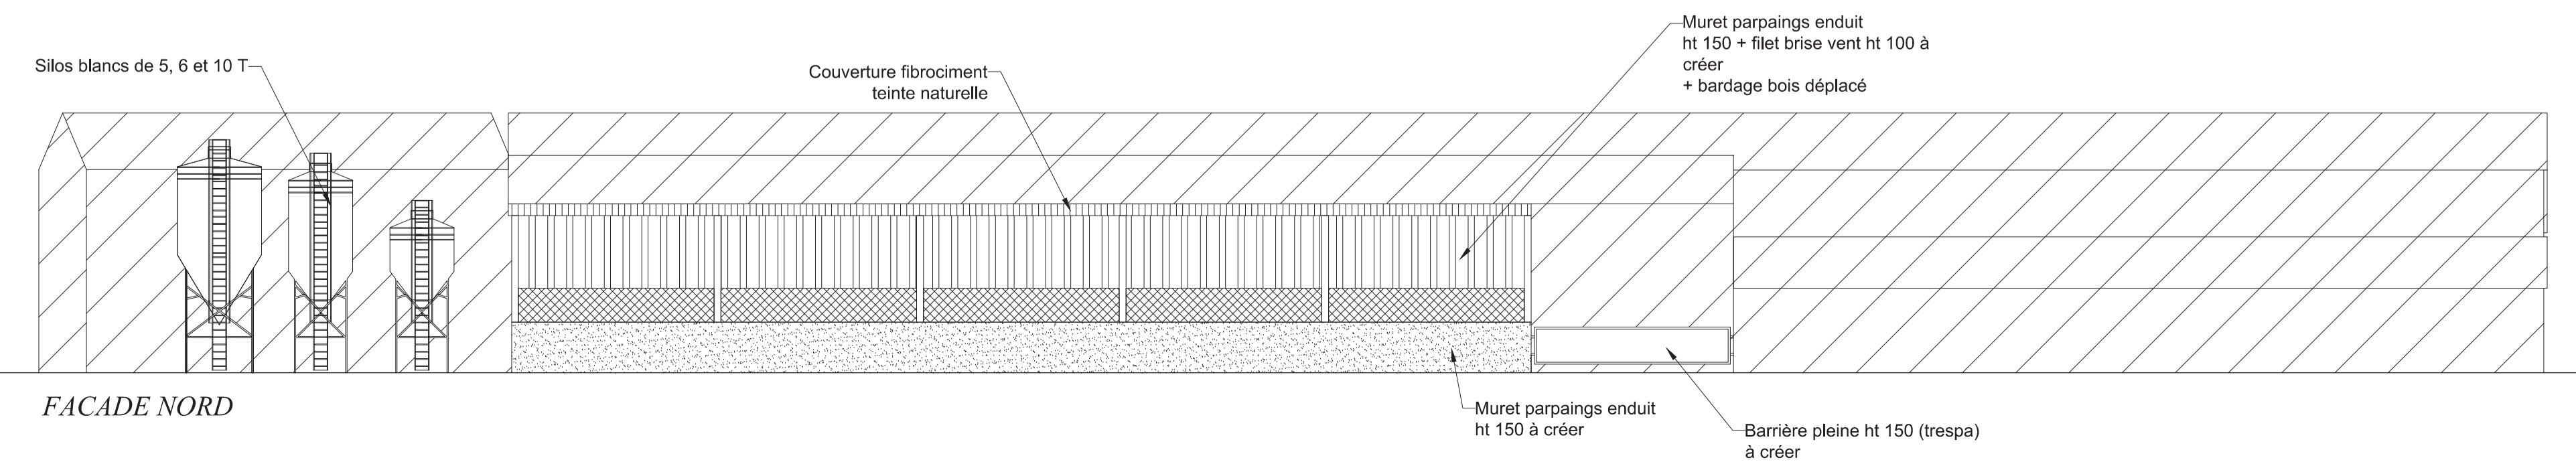 Silos blancs de 5, 6 et 10 T
Couverture fibrociment
teinte naturelle
Muret parpaings enduit
ht 150 + filet brise vent ht 100 à
créer
+ bardage bois déplacé
FACADE NORD
Muret parpaings enduit
ht 150 à créer
Barrière pleine ht 150 (trespa)
à créer